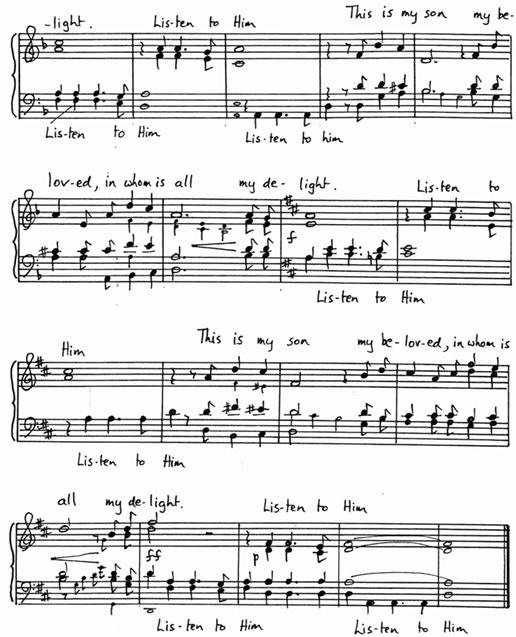 -light. Lis-ten to Him This is my son my be-
Lis-ten to Him Lis-ten to him
lov-ed, in whom is all my de-light. Lis-ten to
f
Lis-ten to Him
Him This is my son my be-lov-ed, in whom is
p #p
Lis-ten to Him
all my de-light. Lis-ten to Him
ff p
Lis-ten to Him Lis-ten to Him